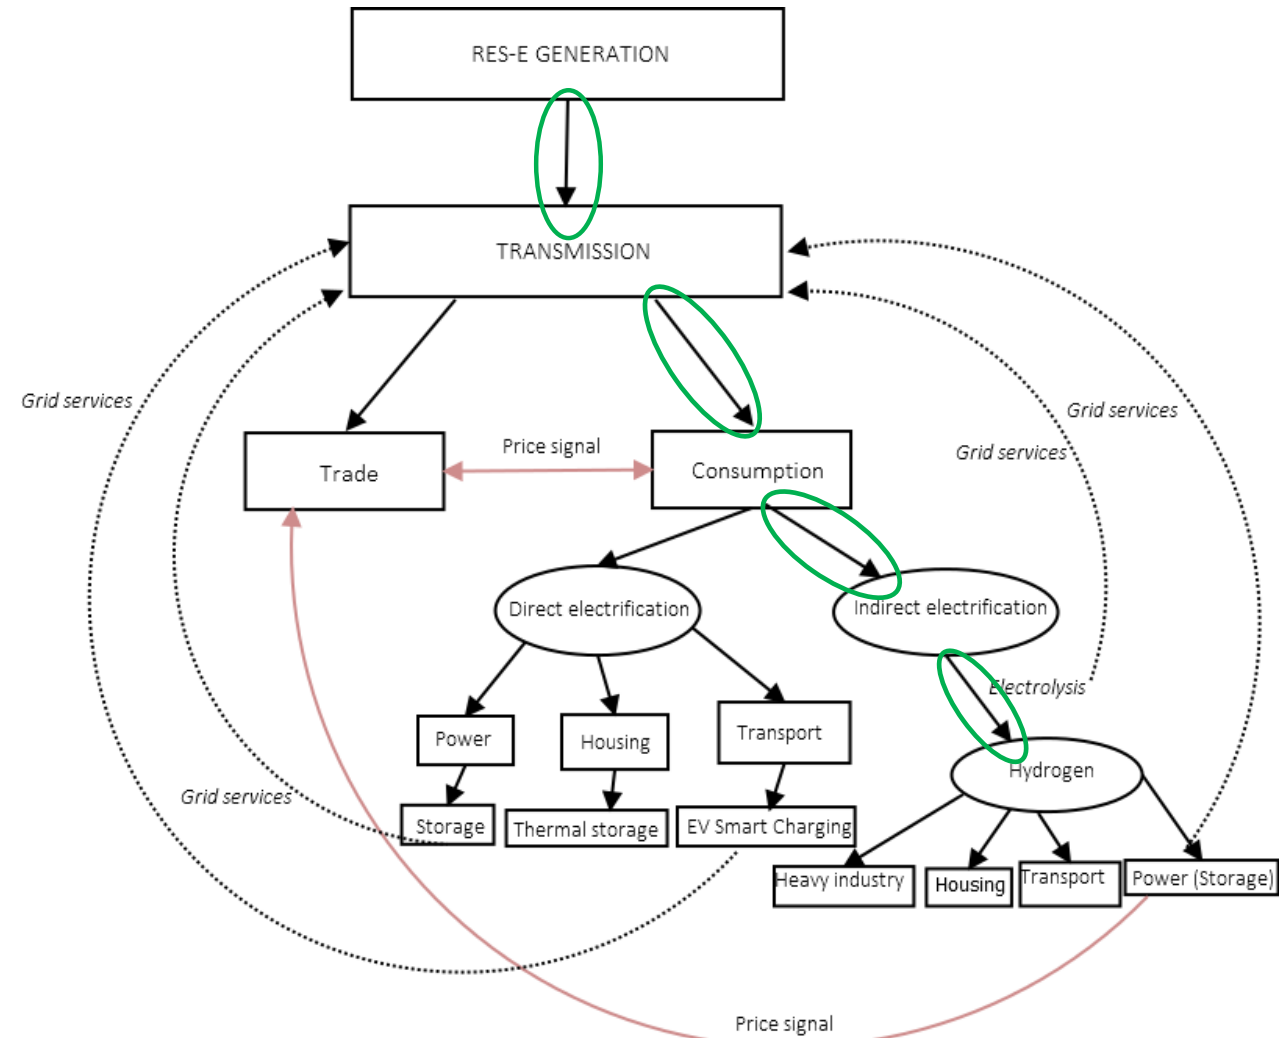 RES-E GENERATION
TRANSMISSION
Grid services
Grid services
Price signal
Grid services
Trade
Consumption
Direct electrification
Indirect electrification
Electrolysis
Power
Housing
Transport
Hydrogen
Grid services
Storage
Thermal storage
EV Smart Charging
Heavy industry
Housing
Transport
Power (Storage)
Price signal